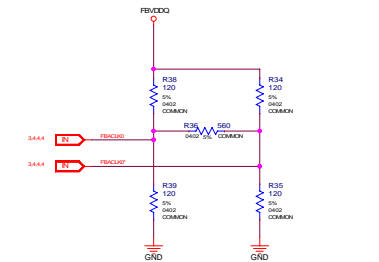 FBVDDQ
R38
120
5%
0402
COMMON
R34
120
5%
0402
COMMON
R36 560
0402 5% COMMON
3,4,4,4 IN FBACLK0
3,4,4,4 IN FBACLK0*
R39
120
5%
0402
COMMON
R35
120
5%
0402
COMMON
GND GND